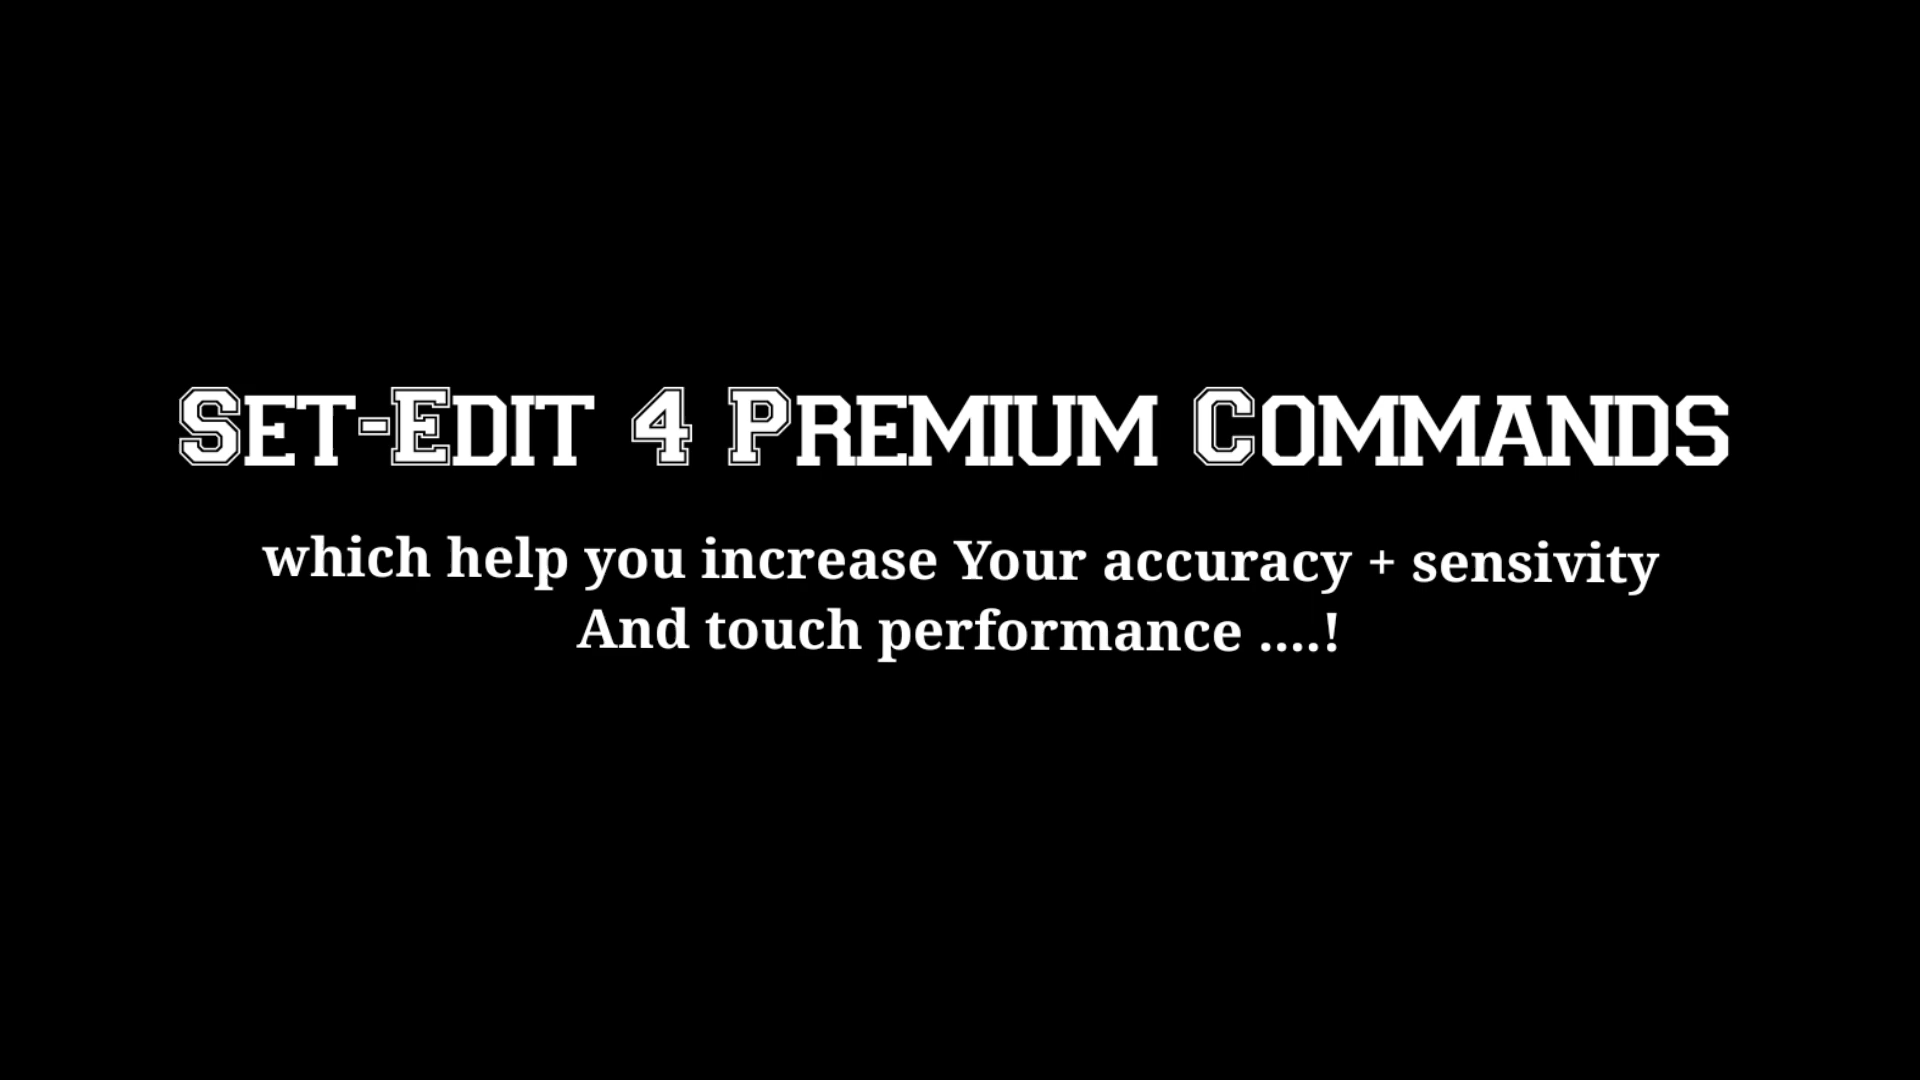 Set-Edit 4 Premium Commands
which help you increase Your accuracy + sensivity
And touch performance ....!